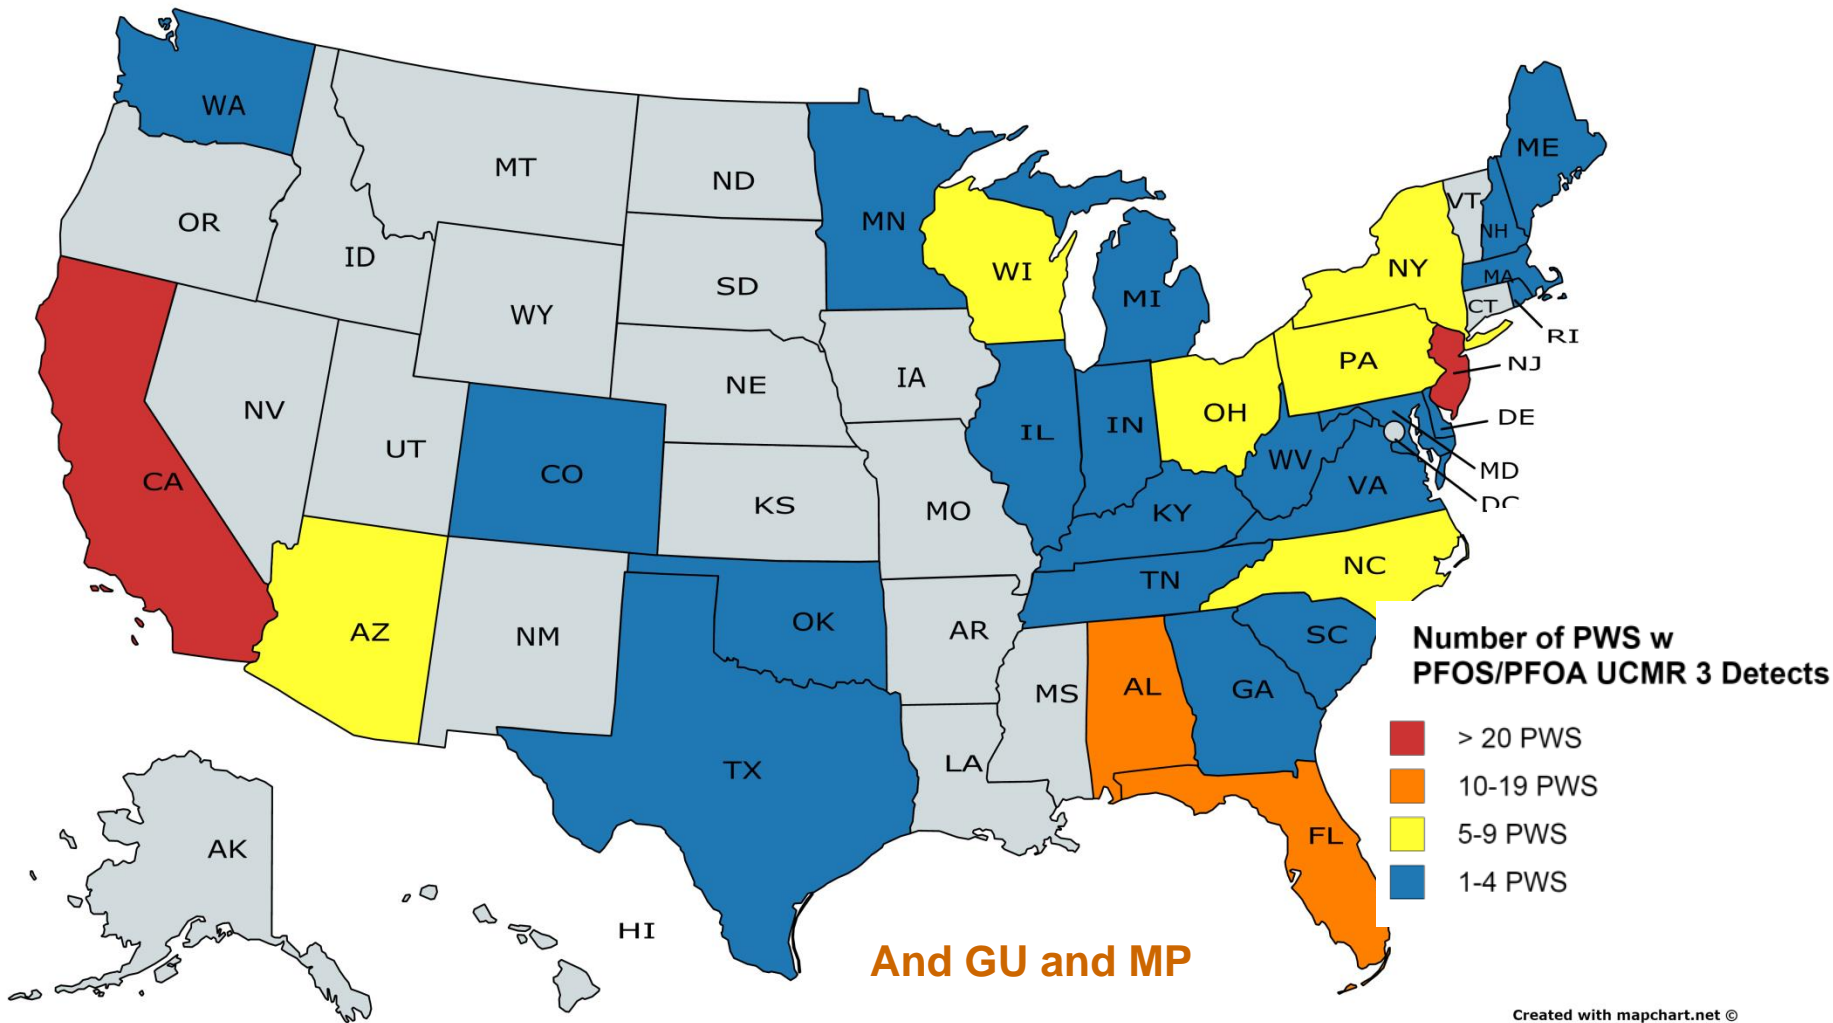 WA
MT
ND
MN
ME
VT
NH
OR
ID
SD
WI
MI
NY
MA
CT
RI
WY
NE
IA
PA
NJ
NV
UT
CO
KS
MO
IL
IN
OH
WV
VA
DE
MD
DC
CA
KY
AZ
NM
OK
AR
TN
NC
SC
MS
AL
GA
TX
LA
FL
AK
HI
Number of PWS w
PFOS/PFOA UCMR 3 Detects
> 20 PWS
10-19 PWS
5-9 PWS
1-4 PWS
And GU and MP
Created with mapchart.net ©